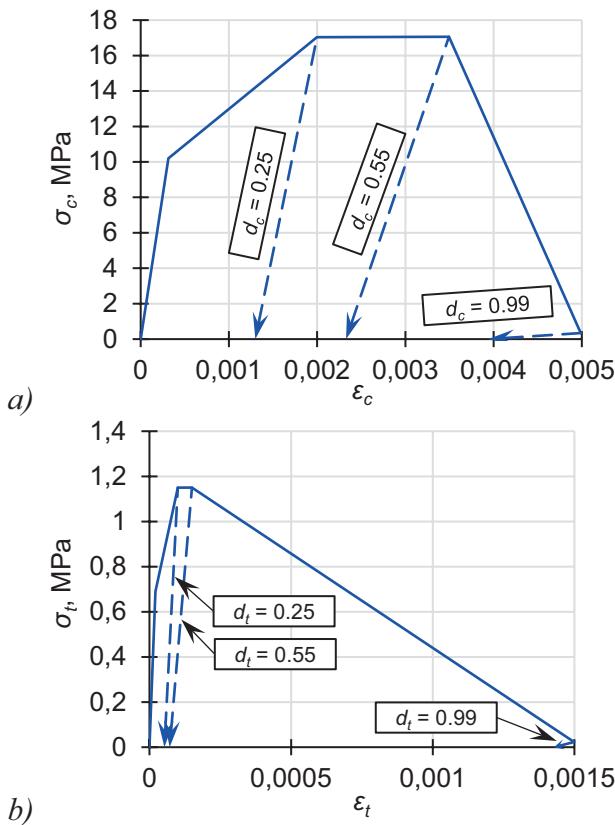 18
16
14
12
10
8
6
4
2
0
σc, MPa
dc = 0.25
dc = 0.55
dc = 0.99
0 0,001 0,002 0,003 0,004 0,005
εc
a)
1,4
1,2
1
0,8
0,6
0,4
0,2
0
σt, MPa
dt = 0.25
dt = 0.55
dt = 0.99
0 0,0005 0,001 0,0015
εt
b)